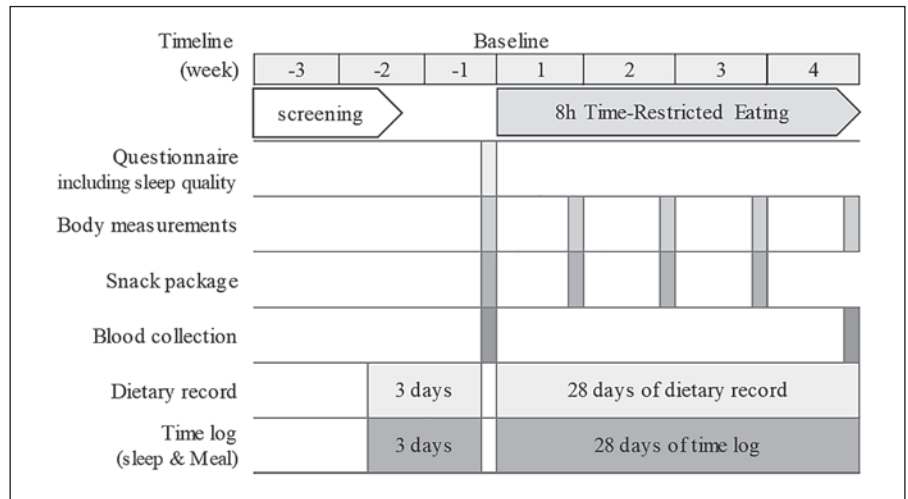 Timeline Baseline
(week) -3 -2 -1 1 2 3 4
screening 8h Time-Restricted Eating
Questionnaire
including sleep quality
Body measurements
Snack package
Blood collection
Dietary record 3 days 28 days of dietary record
Time log
(sleep & Meal) 3 days 28 days of time log